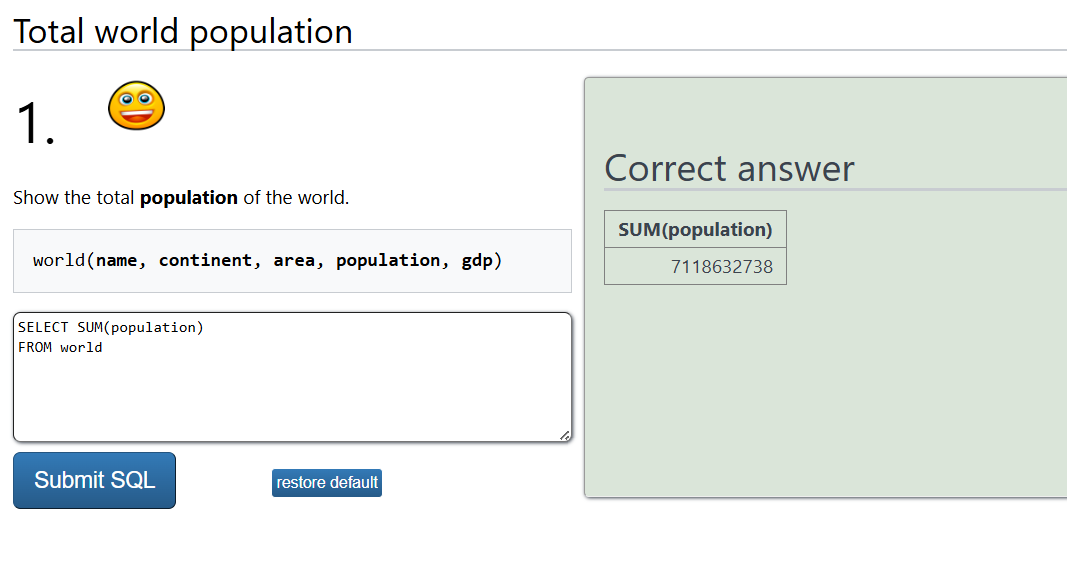 Total world population
1.
Show the total population of the world.
world(name, continent, area, population, gdp)
SELECT SUM(population)
FROM world
Submit SQL
restore default
Correct answer
SUM(population)
7118632738